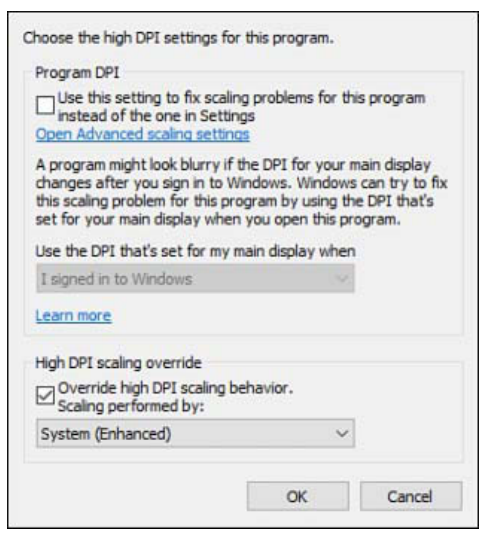 Choose the high DPI settings for this program.
Program DPI
Use this setting to fix scaling problems for this program
instead of the one in Settings
Open Advanced scaling settings
A program might look blurry if the DPI for your main display
changes after you sign in to Windows. Windows can try to fix
this scaling problem for this program by using the DPI that's
set for your main display when you open this program.
Use the DPI that's set for my main display when
I signed in to Windows
Learn more
High DPI scaling override
Override high DPI scaling behavior.
Scaling performed by:
System (Enhanced)
OK
Cancel